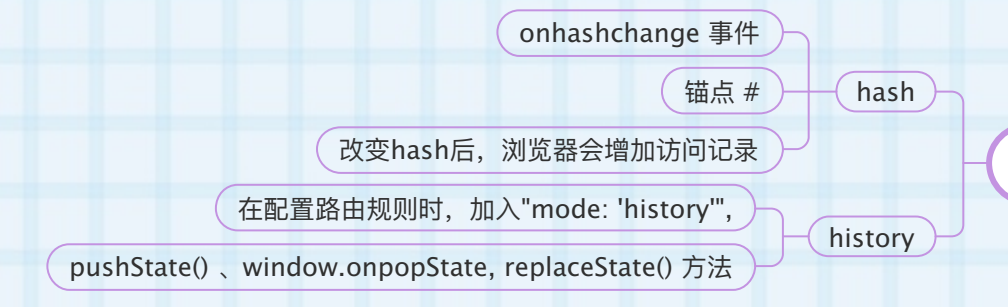 onhashchange 事件
锚点 #
hash
改变hash后，浏览器会增加访问记录
在配置路由规则时，加入"mode: 'history'",
history
pushState() 、window.onpopState, replaceState() 方法